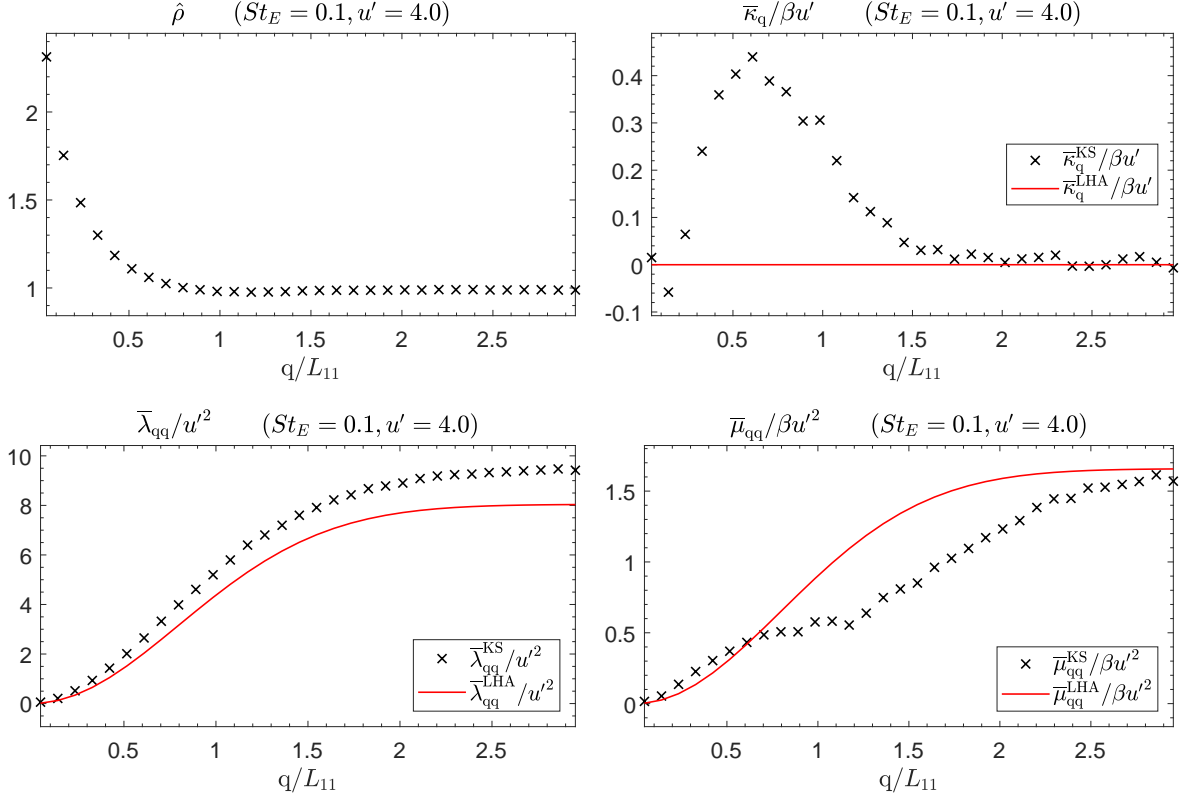 ρ̂ (St_E = 0.1, u′ = 4.0)
2
1.5
1
0.5
1
1.5
2
2.5
q/L₁₁
κ̅_q/βu′ (St_E = 0.1, u′ = 4.0)
0.4
0.3
0.2
0.1
0
-0.1
κ̅_q^KS/βu′
κ̅_q^LHA/βu′
0.5
1
1.5
2
2.5
q/L₁₁
λ̅_qq/u′² (St_E = 0.1, u′ = 4.0)
10
8
6
4
2
0
λ̅_qq^KS/u′²
λ̅_qq^LHA/u′²
0.5
1
1.5
2
2.5
q/L₁₁
μ̅_qq/βu′² (St_E = 0.1, u′ = 4.0)
1.5
1
0.5
0
μ̅_qq^KS/βu′²
μ̅_qq^LHA/βu′²
0.5
1
1.5
2
2.5
q/L₁₁